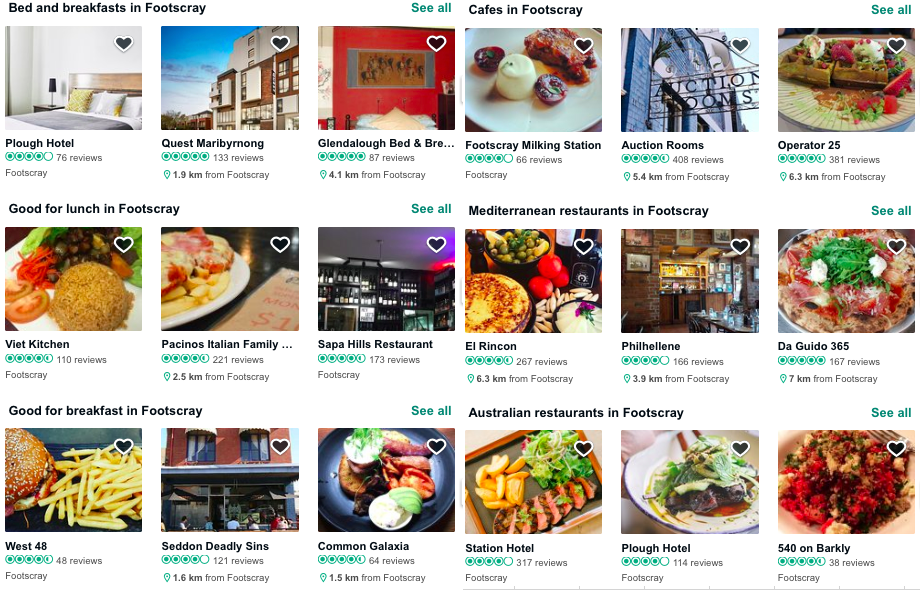 Bed and breakfasts in Footscray See all
Plough Hotel
76 reviews
Footscray
Quest Maribyrnong
133 reviews
1.9 km from Footscray
Glendalough Bed & Bre...
87 reviews
4.1 km from Footscray
Good for lunch in Footscray See all
Viet Kitchen
110 reviews
Footscray
Pacinos Italian Family ...
221 reviews
2.5 km from Footscray
Sapa Hills Restaurant
173 reviews
Footscray
Good for breakfast in Footscray See all
West 48
48 reviews
Footscray
Seddon Deadly Sins
121 reviews
1.6 km from Footscray
Common Galaxia
64 reviews
1.5 km from Footscray
Cafes in Footscray See all
Footscray Milking Station
66 reviews
Footscray
CTION
ROOMS
Auction Rooms
408 reviews
5.4 km from Footscray
Operator 25
381 reviews
6.3 km from Footscray
Mediterranean restaurants in Footscray See all
El Rincon
267 reviews
6.3 km from Footscray
Philhellene
166 reviews
3.9 km from Footscray
Da Guido 365
167 reviews
7 km from Footscray
Australian restaurants in Footscray See all
Station Hotel
317 reviews
Footscray
Plough Hotel
114 reviews
Footscray
540 on Barkly
38 reviews
Footscray